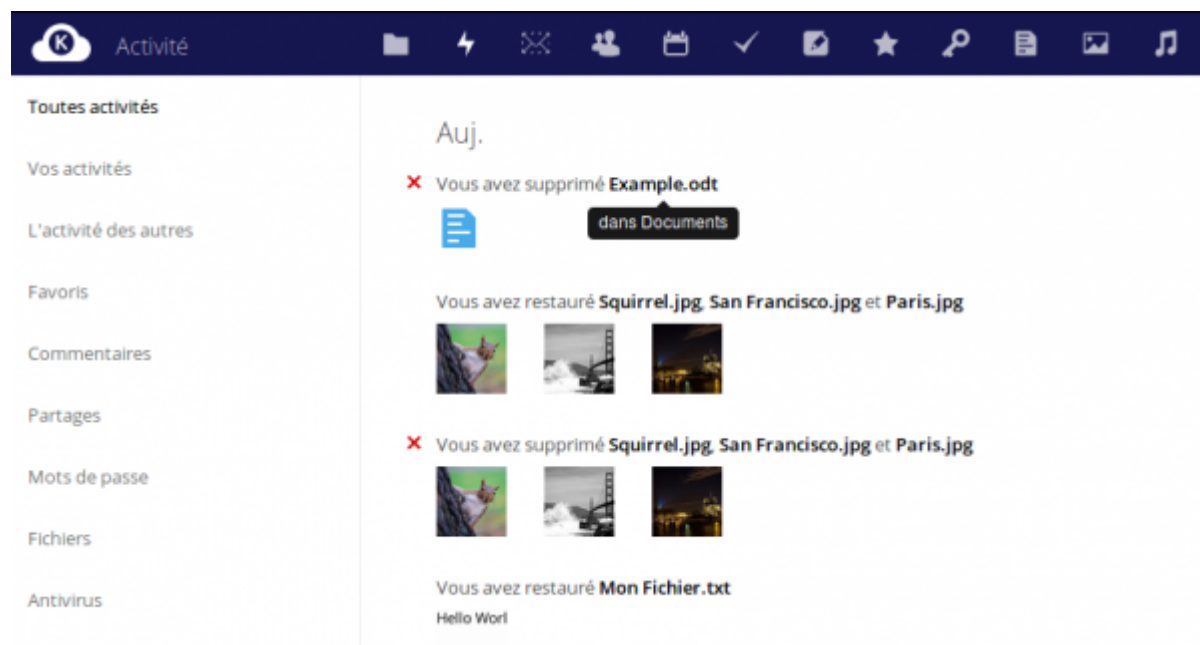 K
Activité
Toutes activités
Vos activités
L'activité des autres
Favoris
Commentaires
Partages
Mots de passe
Fichiers
Antivirus
Auj.
Vous avez supprimé Example.odt
dans Documents
Vous avez restauré Squirrel.jpg, San Francisco.jpg et Paris.jpg
Vous avez supprimé Squirrel.jpg, San Francisco.jpg et Paris.jpg
Vous avez restauré Mon Fichier.txt
Hello Worl